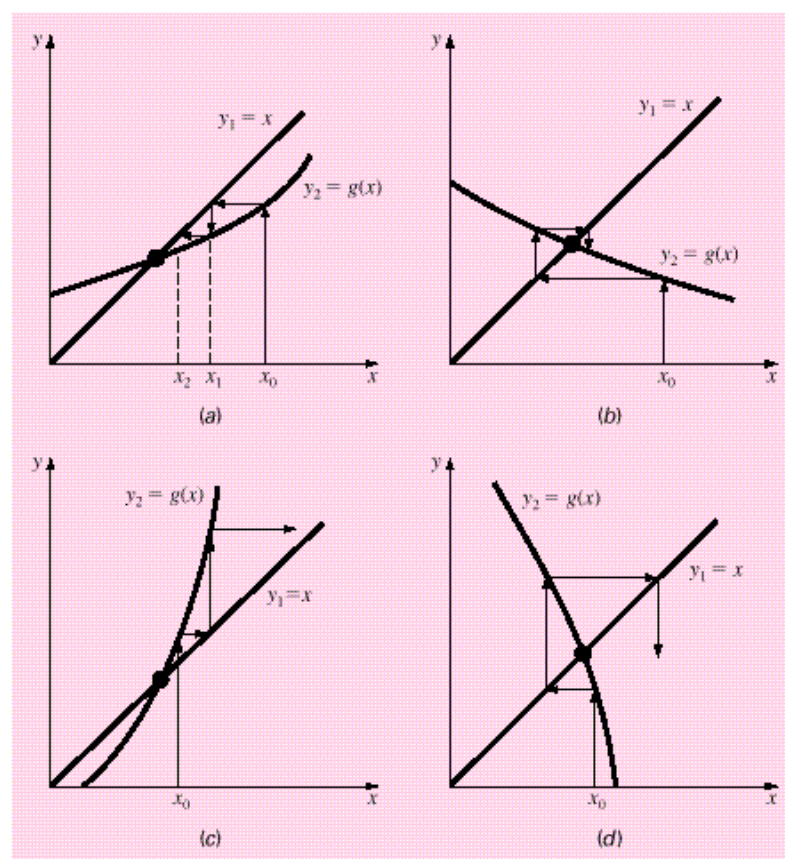 y
y₁ = x
y₂ = g(x)
x₂ x₁ x₀ x
(a)
y
y₁ = x
y₂ = g(x)
x₀ x
(b)
y
y₂ = g(x)
y₁=x
x₀ x
(c)
y
y₂ = g(x)
y₁ = x
x₀ x
(d)